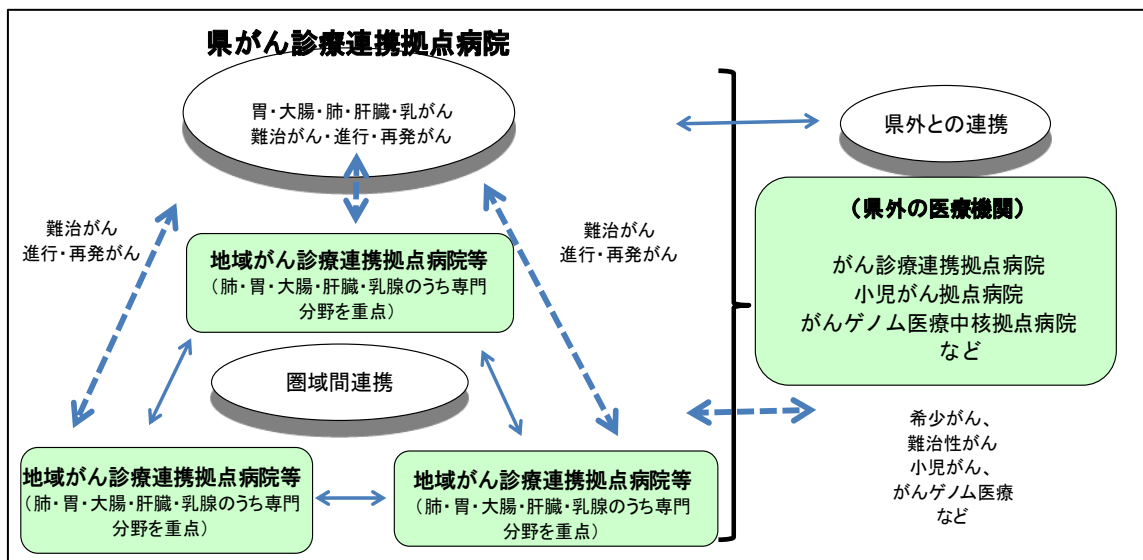 県がん診療連携拠点病院
胃・大腸・肺・肝臓・乳がん
難治がん・進行・再発がん
難治がん
進行・再発がん
難治がん
進行・再発がん
地域がん診療連携拠点病院等
（肺・胃・大腸・肝臓・乳腺のうち専門
分野を重点）
圏域間連携
地域がん診療連携拠点病院等
（肺・胃・大腸・肝臓・乳腺のうち専門
分野を重点）
地域がん診療連携拠点病院等
（肺・胃・大腸・肝臓・乳腺のうち専門
分野を重点）
県外との連携
（県外の医療機関）
がん診療連携拠点病院
小児がん拠点病院
がんゲノム医療中核拠点病院
など
希少がん、
難治性がん
小児がん、
がんゲノム医療
など